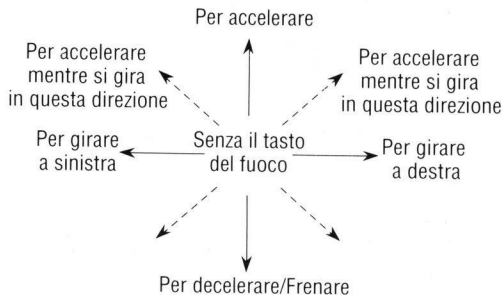 Per accelerare
Per accelerare
mentre si gira
in questa direzione
Per accelerare
mentre si gira
in questa direzione
Per girare
a sinistra
Senza il tasto
del fuoco
Per girare
a destra
Per decelerare/Frenare